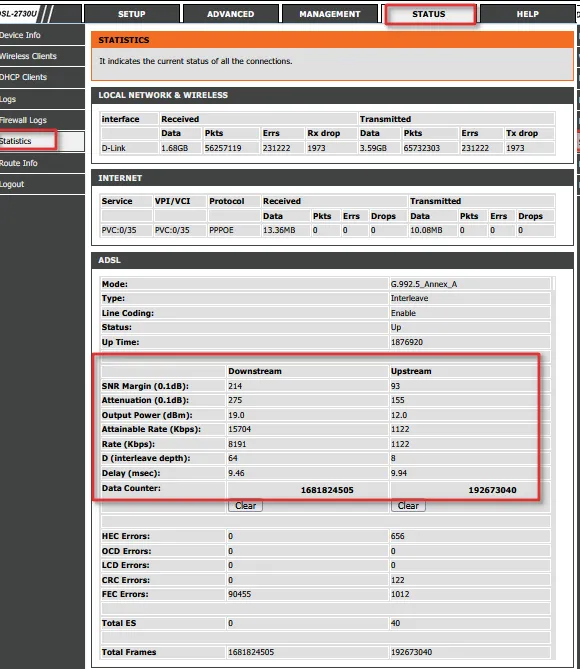 DSL-2730U SETUP ADVANCED MANAGEMENT STATUS HELP
Device Info
Wireless Clients
DHCP Clients
Logs
Firewall Logs
Statistics
Route Info
Logout
STATISTICS
It indicates the current status of all the connections.
LOCAL NETWORK & WIRELESS
interface Received Transmitted
Data Pkts Errs Rx drop Data Pkts Errs Tx drop
D-Link 1.68GB 56257119 231222 1973 3.59GB 65732303 231222 1973
INTERNET
Service VPI/VCI Protocol Received Transmitted
Data Pkts Errs Drops Data Pkts Errs Drops
PVC:0/35 PVC:0/35 PPPOE 13.36MB 0 0 0 10.08MB 0 0 0
ADSL
Mode: G.992.5_Annex_A
Type: Interleave
Line Coding: Enable
Status: Up
Up Time: 1876920
Downstream Upstream
SNR Margin (0.1dB): 214 93
Attenuation (0.1dB): 275 155
Output Power (dBm): 19.0 12.0
Attainable Rate (Kbps): 15704 1122
Rate (Kbps): 8191 1122
D (interleave depth): 64 8
Delay (msec): 9.46 9.94
Data Counter: 1681824505 192673040
Clear Clear
HEC Errors: 0 656
OCD Errors: 0 0
LCD Errors: 0 0
CRC Errors: 0 122
FEC Errors: 90455 1012
Total ES 0 40
Total Frames 1681824505 192673040